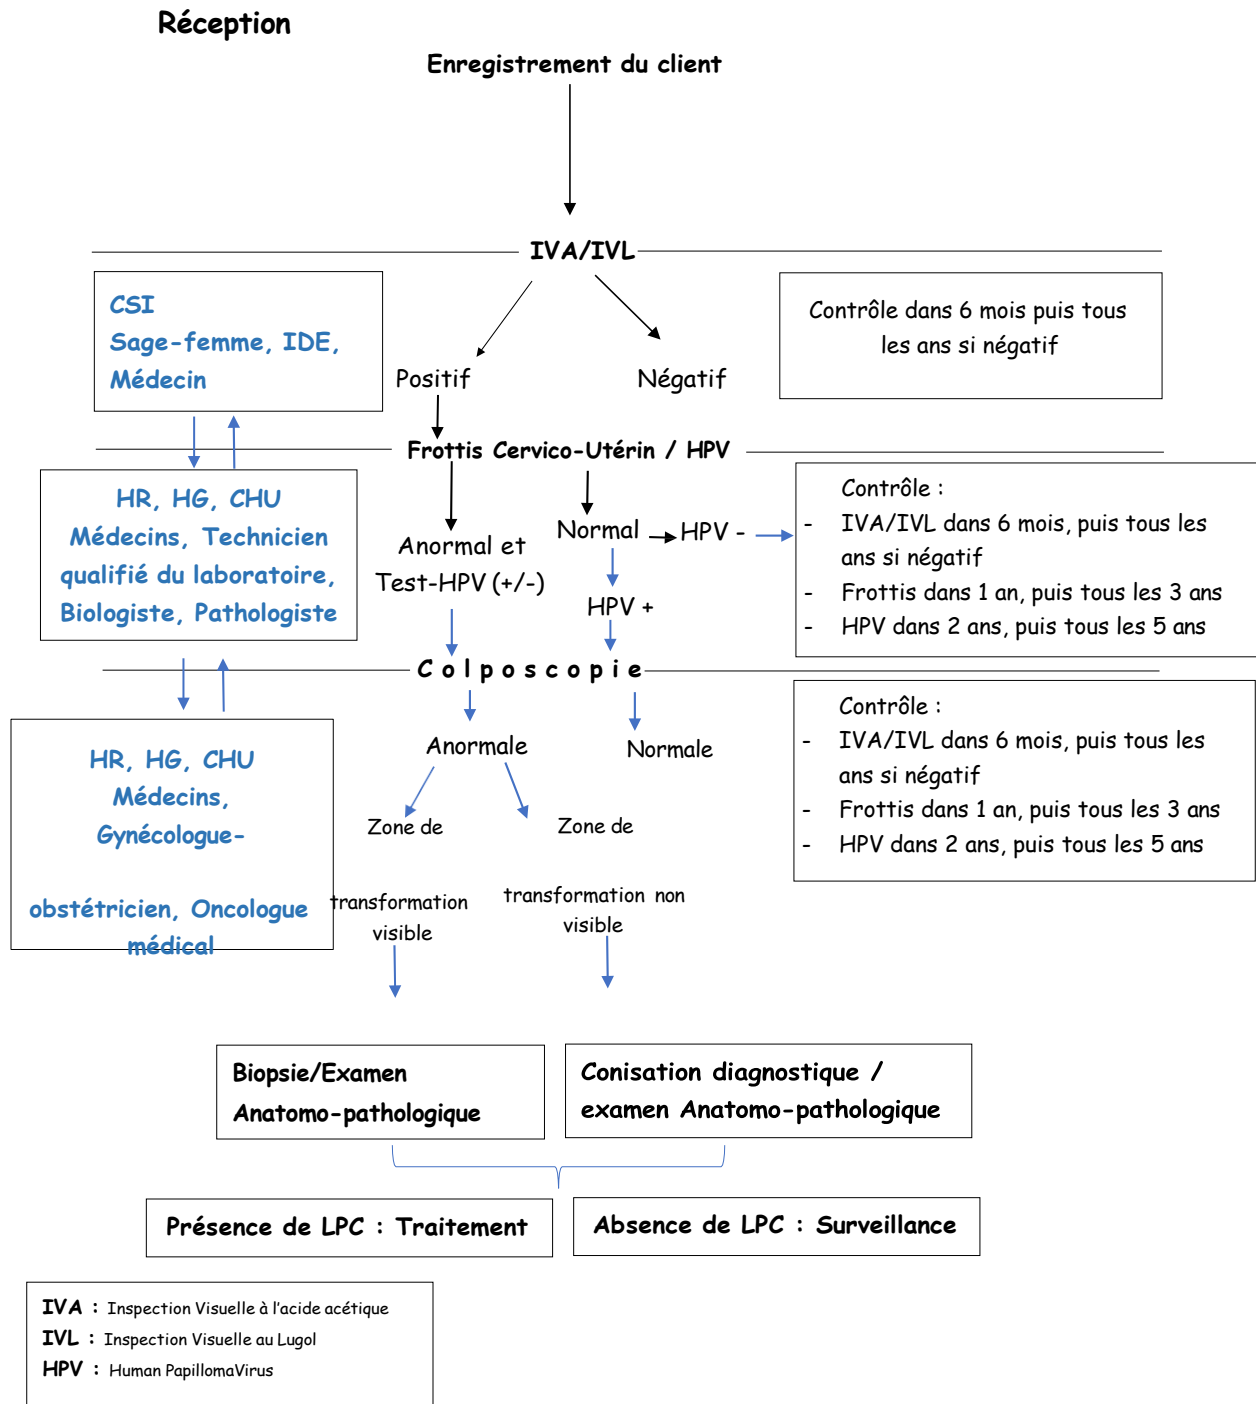 Réception
Enregistrement du client
IVA/IVL
CSI
Sage-femme, IDE,
Médecin
Positif
Négatif
Contrôle dans 6 mois puis tous
les ans si négatif
Frottis Cervico-Utérin / HPV
HR, HG, CHU
Médecins, Technicien
qualifié du laboratoire,
Biologiste, Pathologiste
Anormal et
Test-HPV (+/-)
Normal
HPV -
HPV +
Contrôle :
- IVA/IVL dans 6 mois, puis tous les
ans si négatif
- Frottis dans 1 an, puis tous les 3 ans
- HPV dans 2 ans, puis tous les 5 ans
Colposcopie
HR, HG, CHU
Médecins,
Gynécologue-
obstétricien, Oncologue
médical
Anormale
Normale
Zone de
transformation
visible
Zone de
transformation non
visible
Contrôle :
- IVA/IVL dans 6 mois, puis tous les
ans si négatif
- Frottis dans 1 an, puis tous les 3 ans
- HPV dans 2 ans, puis tous les 5 ans
Biopsie/Examen
Anatomo-pathologique
Conisation diagnostique /
examen Anatomo-pathologique
Présence de LPC : Traitement
Absence de LPC : Surveillance
IVA : Inspection Visuelle à l'acide acétique
IVL : Inspection Visuelle au Lugol
HPV : Human PapillomaVirus